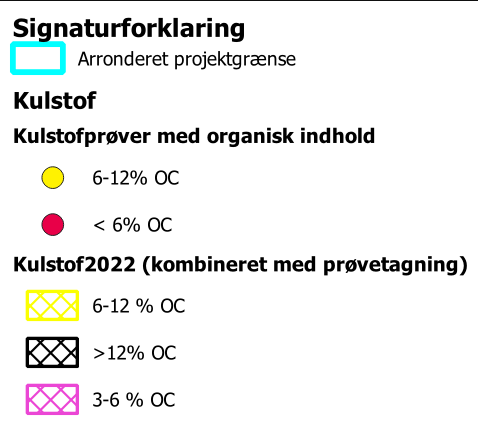 Signaturforklaring
Arronderet projektgrænse
Kulstof
Kulstofprøver med organisk indhold
6-12% OC
< 6% OC
Kulstof2022 (kombineret med prøvetagning)
6-12 % OC
>12% OC
3-6 % OC